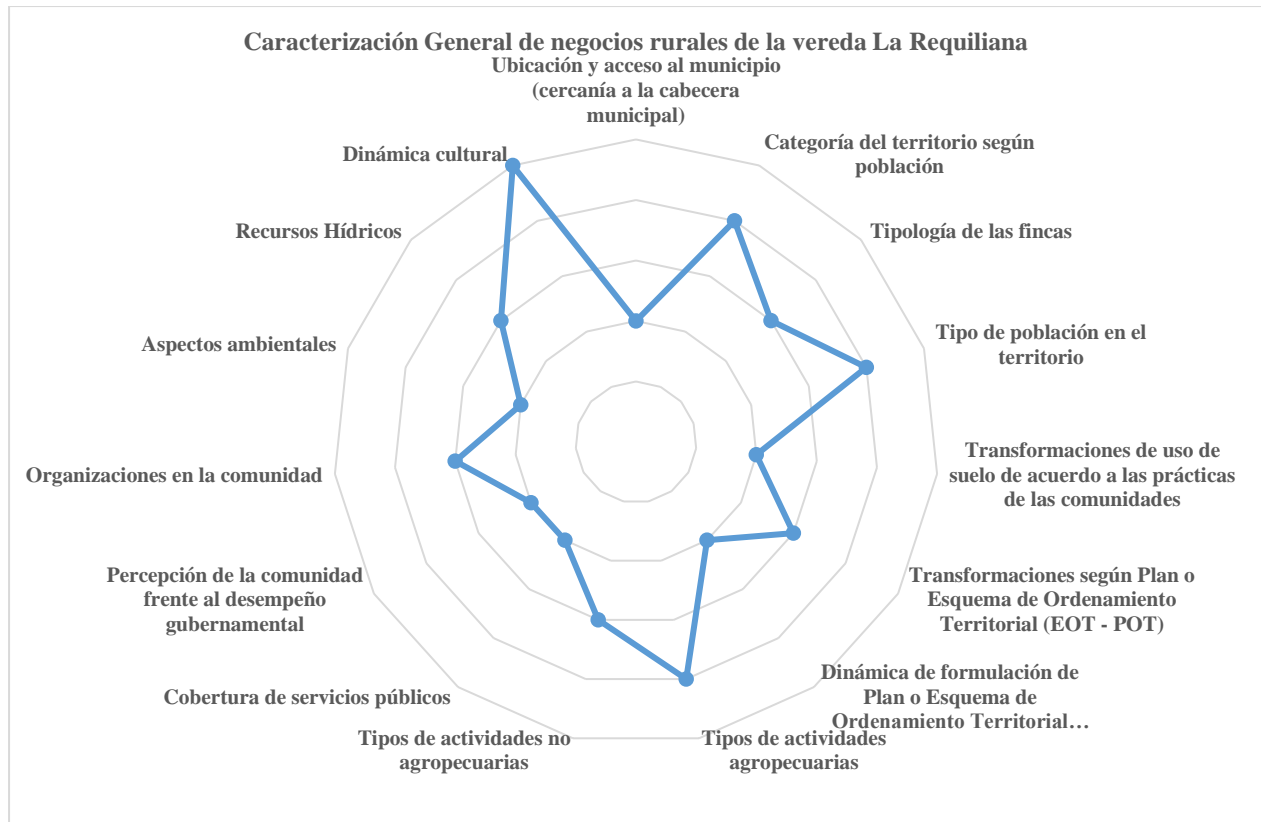 Caracterización General de negocios rurales de la vereda La Requiliana
Ubicación y acceso al municipio
(cercanía a la cabecera
municipal)
Categoría del territorio según
población
Tipología de las fincas
Tipo de población en el
territorio
Transformaciones de uso de
suelo de acuerdo a las prácticas
de las comunidades
Transformaciones según Plan o
Esquema de Ordenamiento
Territorial (EOT - POT)
Dinámica de formulación de
Plan o Esquema de
Ordenamiento Territorial…
Tipos de actividades
agropecuarias
Tipos de actividades no
agropecuarias
Cobertura de servicios públicos
Percepción de la comunidad
frente al desempeño
gubernamental
Organizaciones en la comunidad
Aspectos ambientales
Recursos Hídricos
Dinámica cultural